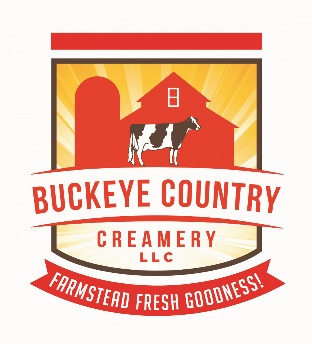 BUCKEYE COUNTRY
CREAMERY
LLC
FARMSTEAD FRESH GOODNESS!